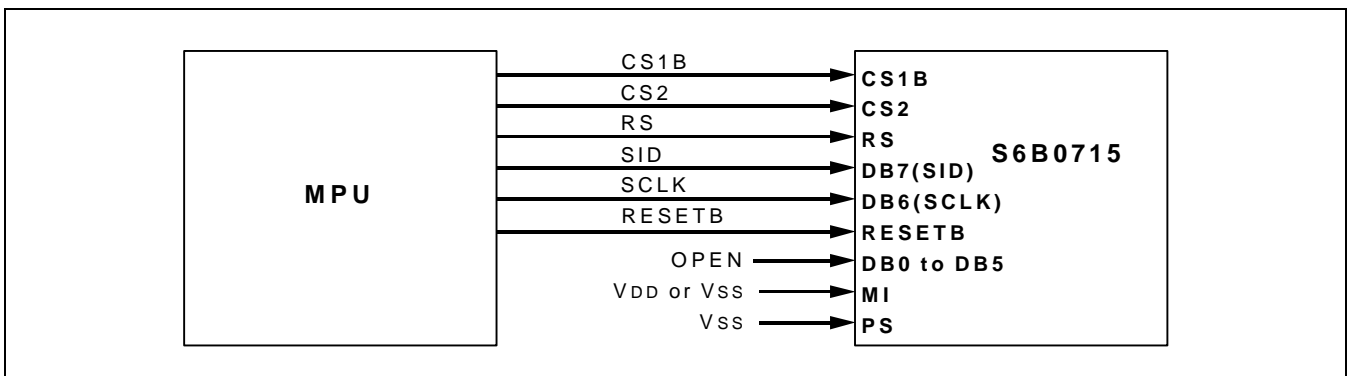 MPU
CS1B
CS2
RS
SID
SCLK
RESETB
OPEN
VDD or VSS
VSS
CS1B
CS2
RS
DB7(SID)
DB6(SCLK)
RESETB
DB0 to DB5
MI
PS
S6B0715